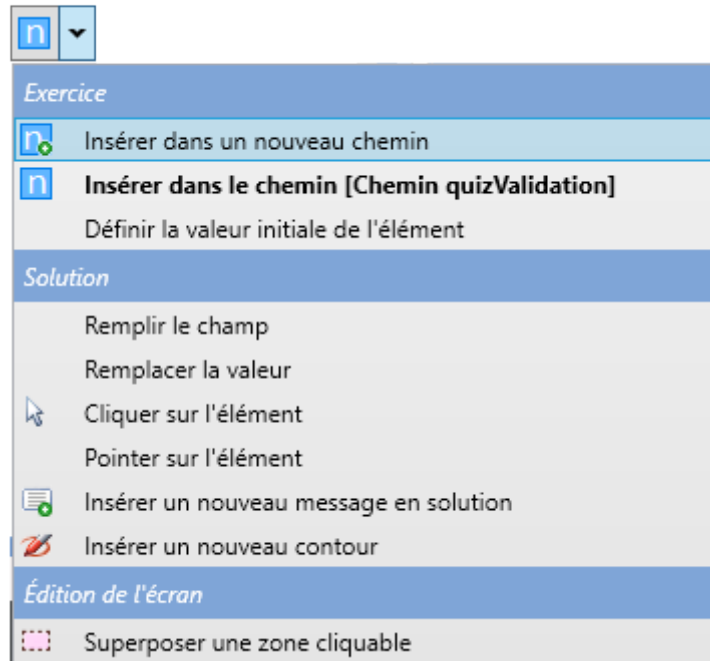 n
Exercice
n Insérer dans un nouveau chemin
n Insérer dans le chemin [Chemin quizValidation]
Définir la valeur initiale de l'élément
Solution
Remplir le champ
Remplacer la valeur
Cliquer sur l'élément
Pointer sur l'élément
Insérer un nouveau message en solution
Insérer un nouveau contour
Édition de l'écran
Superposer une zone cliquable